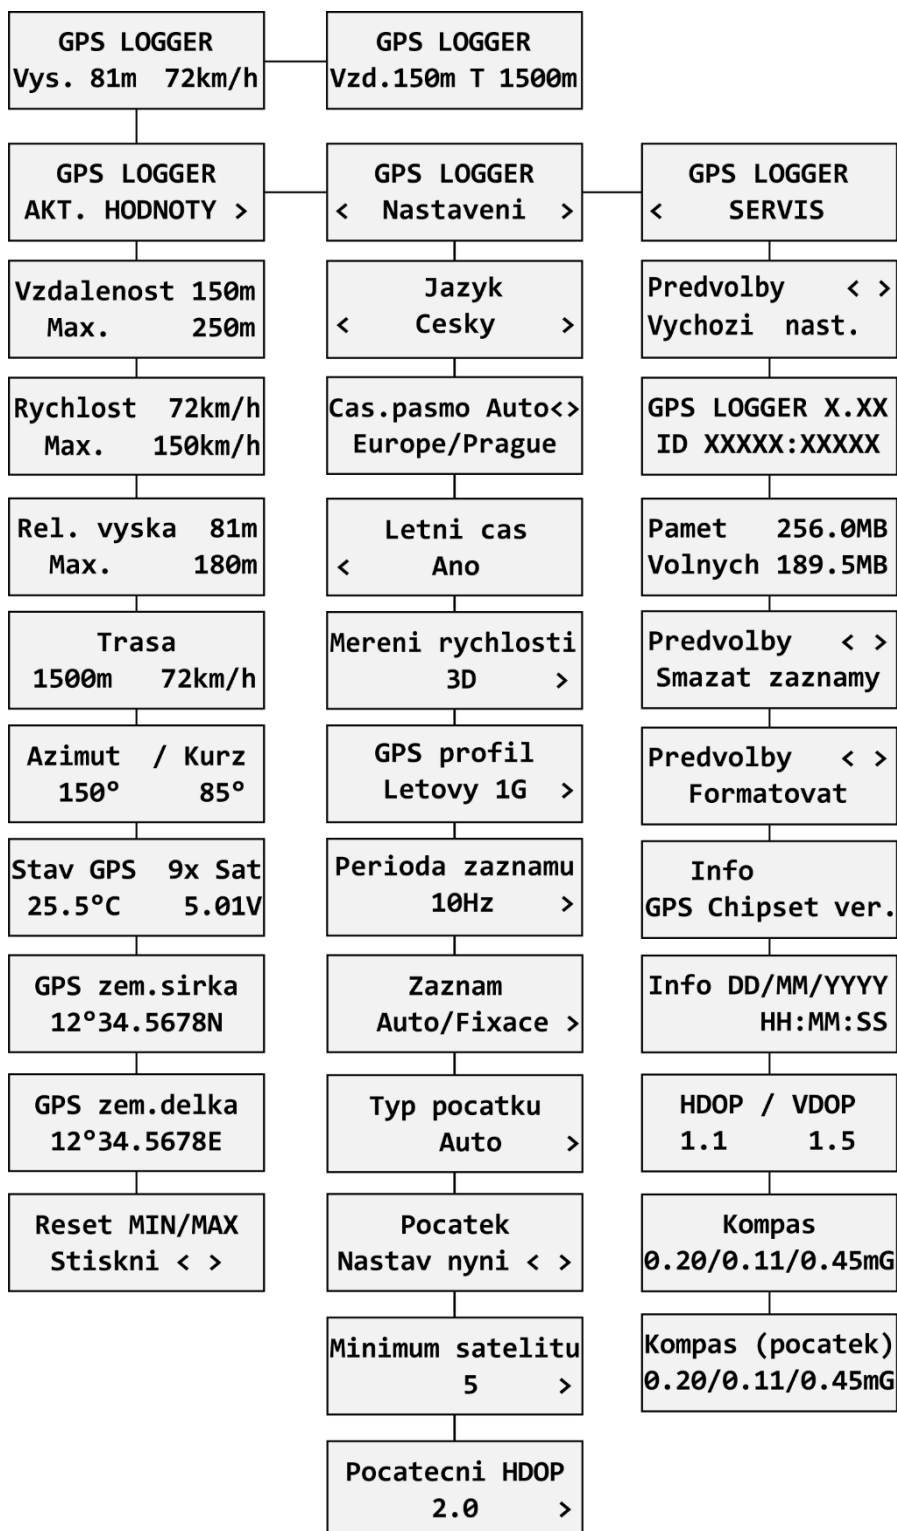 GPS LOGGER
Vys. 81m 72km/h
GPS LOGGER
Vzd.150m T 1500m
GPS LOGGER
AKT. HODNOTY >
Vzdalenost 150m
Max. 250m
Rychlost 72km/h
Max. 150km/h
Rel. vyska 81m
Max. 180m
Trasa
1500m 72km/h
Azimut / Kurz
150° 85°
Stav GPS 9x Sat
25.5°C 5.01V
GPS zem.sirka
12°34.5678N
GPS zem.delka
12°34.5678E
Reset MIN/MAX
Stiskni < >
GPS LOGGER
< Nastaveni >
Jazyk
< Cesky >
Cas.pasmo Auto<>
Europe/Prague
Letni cas
< Ano
Mereni rychlosti
3D >
GPS profil
Letovy 1G >
Perioda zaznamu
10Hz >
Zaznam
Auto/Fixace >
Typ pocatku
Auto >
Pocatek
Nastav nyni < >
Minimum satelitu
5 >
Pocatecni HDOP
2.0 >
GPS LOGGER
< SERVIS
Predvolby < >
Vychozi nast.
GPS LOGGER X.XX
ID XXXXX:XXXXX
Pamet 256.0MB
Volnych 189.5MB
Predvolby < >
Smazat zaznamy
Predvolby < >
Formatovat
Info
GPS Chipset ver.
Info DD/MM/YYYY
HH:MM:SS
HDOP / VDOP
1.1 1.5
Kompas
0.20/0.11/0.45mG
Kompas (pocatek)
0.20/0.11/0.45mG